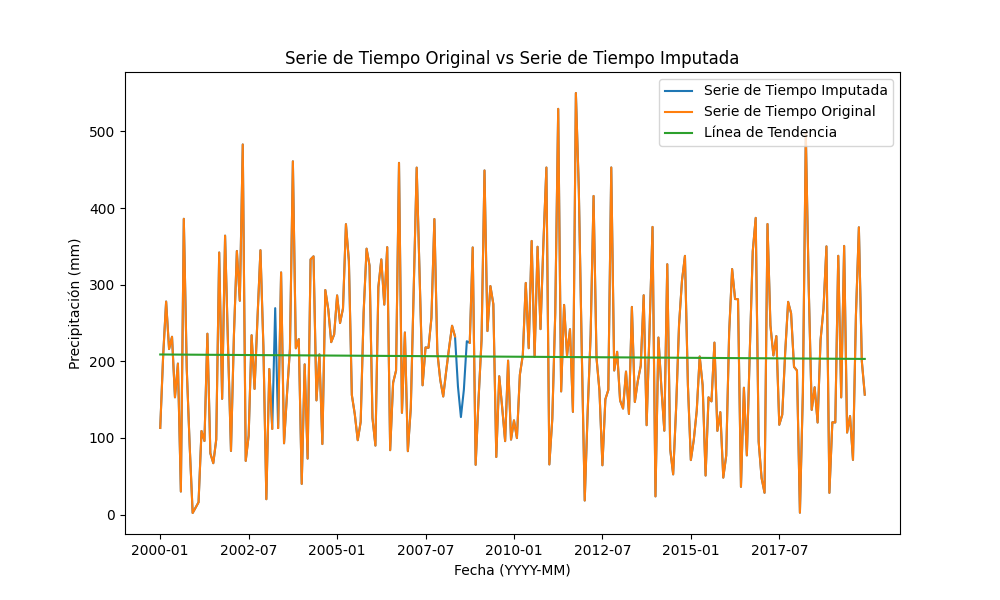 Serie de Tiempo Original vs Serie de Tiempo Imputada
Serie de Tiempo Imputada
Serie de Tiempo Original
Línea de Tendencia
Precipitación (mm)
500
400
300
200
100
0
2000-01 2002-07 2005-01 2007-07 2010-01 2012-07 2015-01 2017-07
Fecha (YYYY-MM)